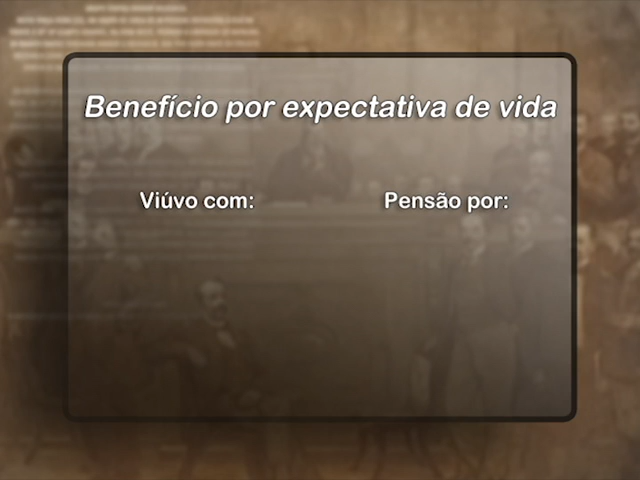 Benefício por expectativa de vida
Viúvo com:
Pensão por: